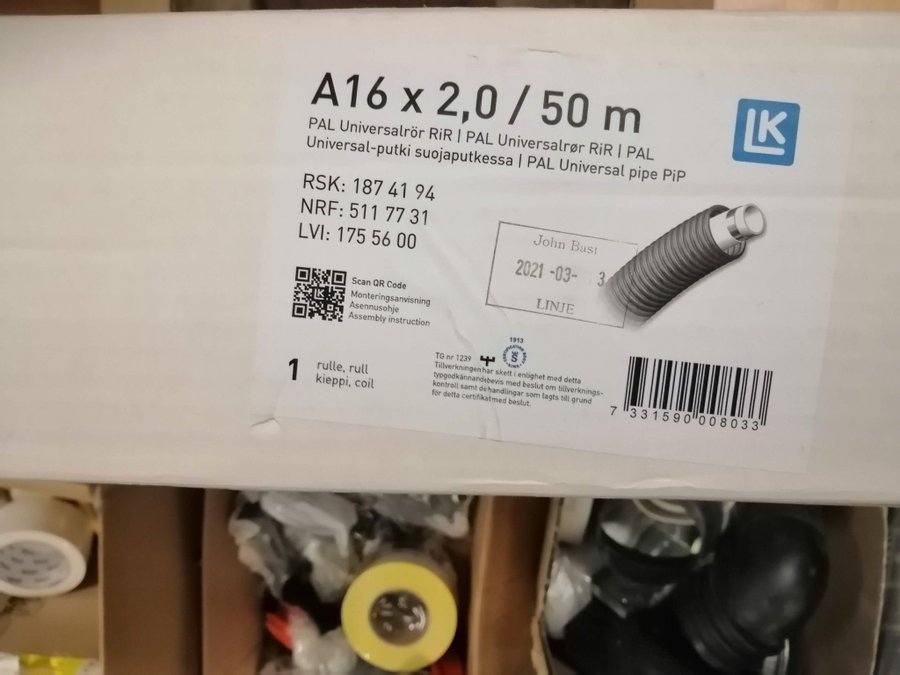 A16 x 2,0 / 50 m
PAL Universalrör RiR | PAL Universalrør RiR | PAL
Universal-putki suojaputkessa | PAL Universal pipe PiP
LK
RSK: 187 41 94
NRF: 511 77 31
LVI: 175 56 00
John Bast
2021 -03- 3
LINJE
Scan QR Code
Monteringsanvisning
Asennusohje
Assembly instruction
1
rulle, rull
kieppi, coil
TG nr 1239
1913
Tillverkningen har skett i enlighet med detta
typgodkännandebevis med beslut om tillverknings-
kontroll samt de handlingar som lagts till grund
för detta certifikat med beslut.
7 331590 008033